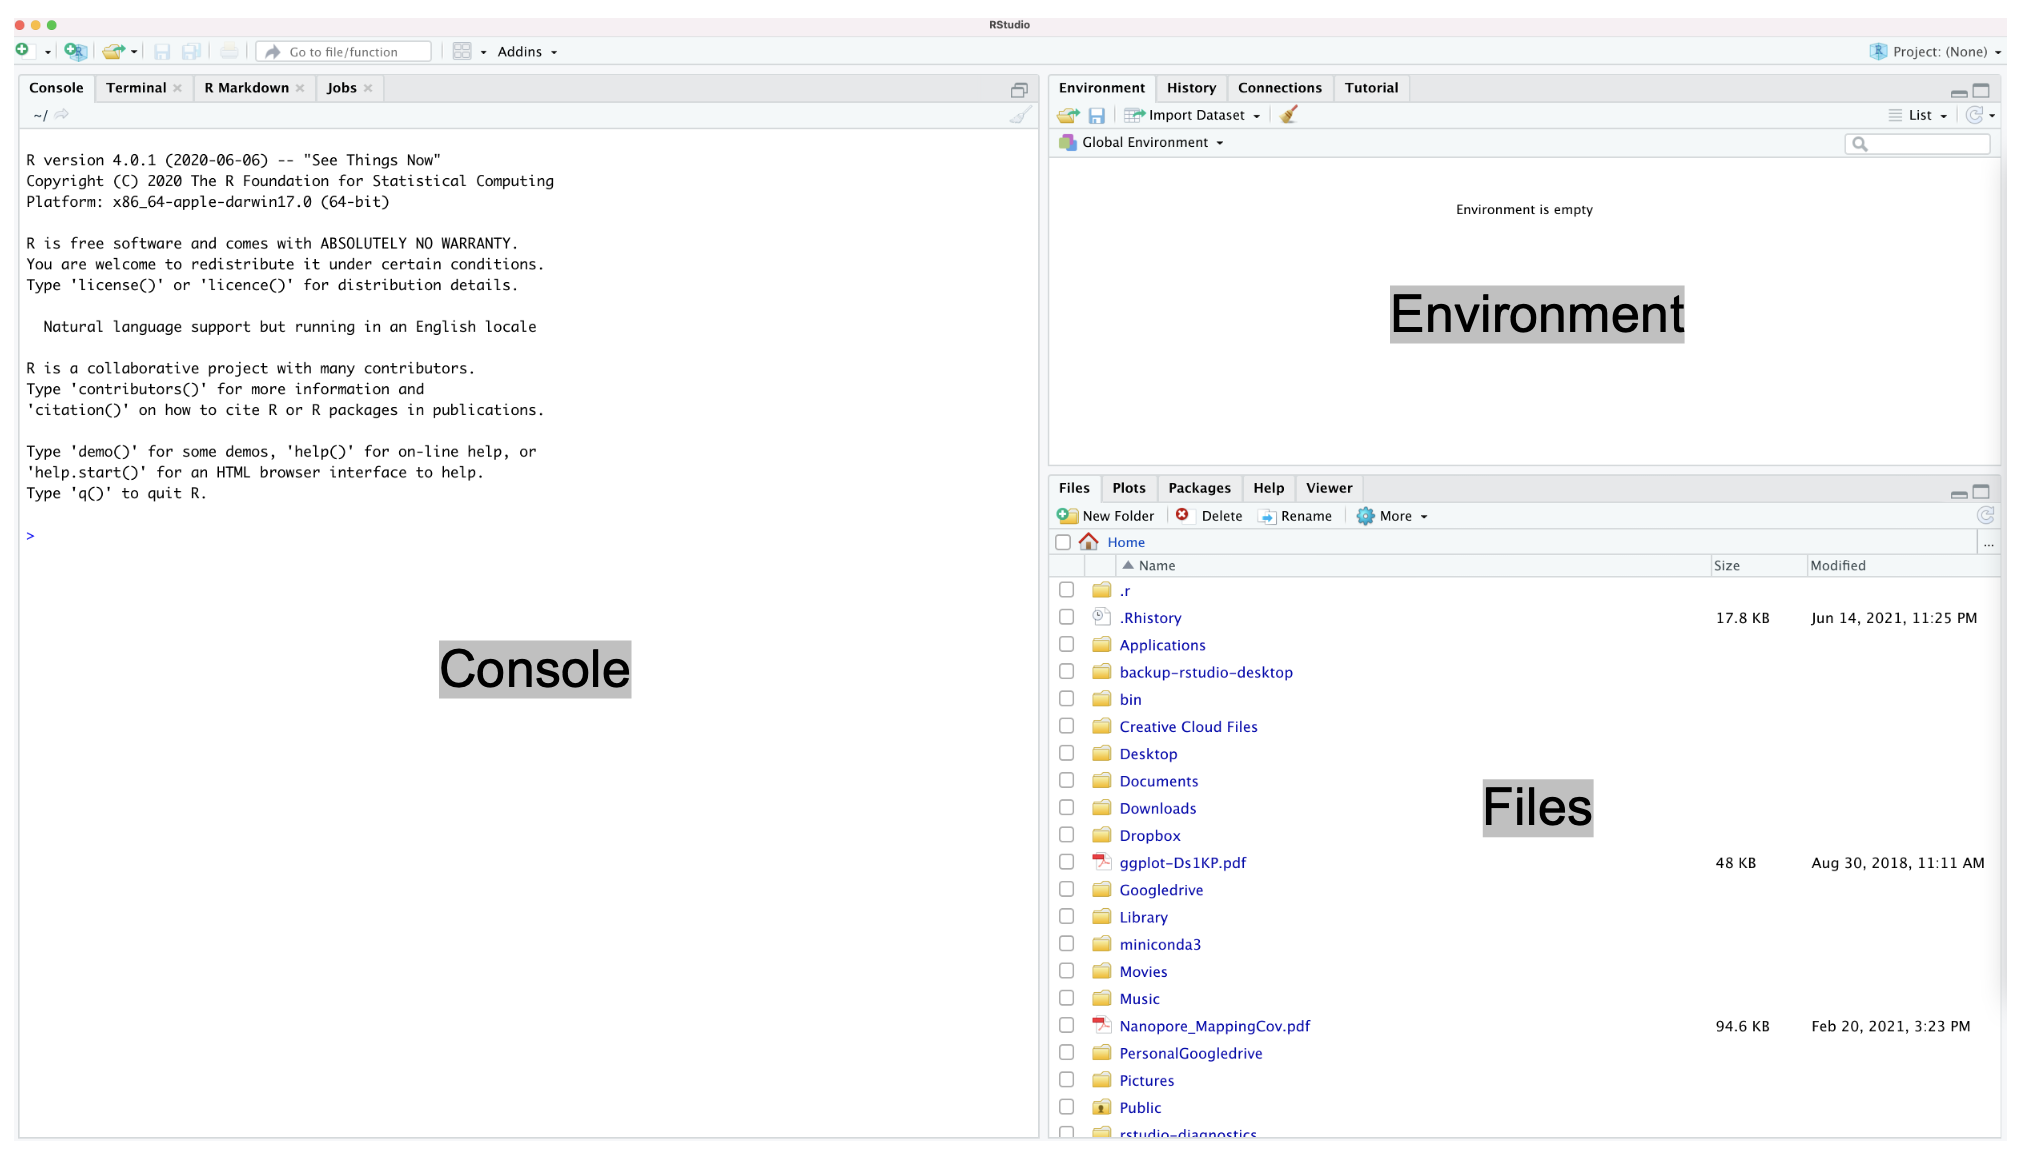 RStudio
Go to file/function
Addins
Project: (None)
Console
Terminal
R Markdown
Jobs
~/
R version 4.0.1 (2020-06-06) -- "See Things Now"
Copyright (C) 2020 The R Foundation for Statistical Computing
Platform: x86_64-apple-darwin17.0 (64-bit)
R is free software and comes with ABSOLUTELY NO WARRANTY.
You are welcome to redistribute it under certain conditions.
Type 'license()' or 'licence()' for distribution details.
Natural language support but running in an English locale
R is a collaborative project with many contributors.
Type 'contributors()' for more information and
'citation()' on how to cite R or R packages in publications.
Type 'demo()' for some demos, 'help()' for on-line help, or
'help.start()' for an HTML browser interface to help.
Type 'q()' to quit R.
>
Console
Environment
History
Connections
Tutorial
Import Dataset
List
Global Environment
Environment is empty
Environment
Files
Plots
Packages
Help
Viewer
New Folder
Delete
Rename
More
Home
...
Name
Size
Modified
.r
.Rhistory 17.8 KB Jun 14, 2021, 11:25 PM
Applications
backup-rstudio-desktop
bin
Creative Cloud Files
Desktop
Documents
Files
Downloads
Dropbox
ggplot-Ds1KP.pdf 48 KB Aug 30, 2018, 11:11 AM
Googledrive
Library
miniconda3
Movies
Music
Nanopore_MappingCov.pdf 94.6 KB Feb 20, 2021, 3:23 PM
PersonalGoogledrive
Pictures
Public
rstudio-diagnostics